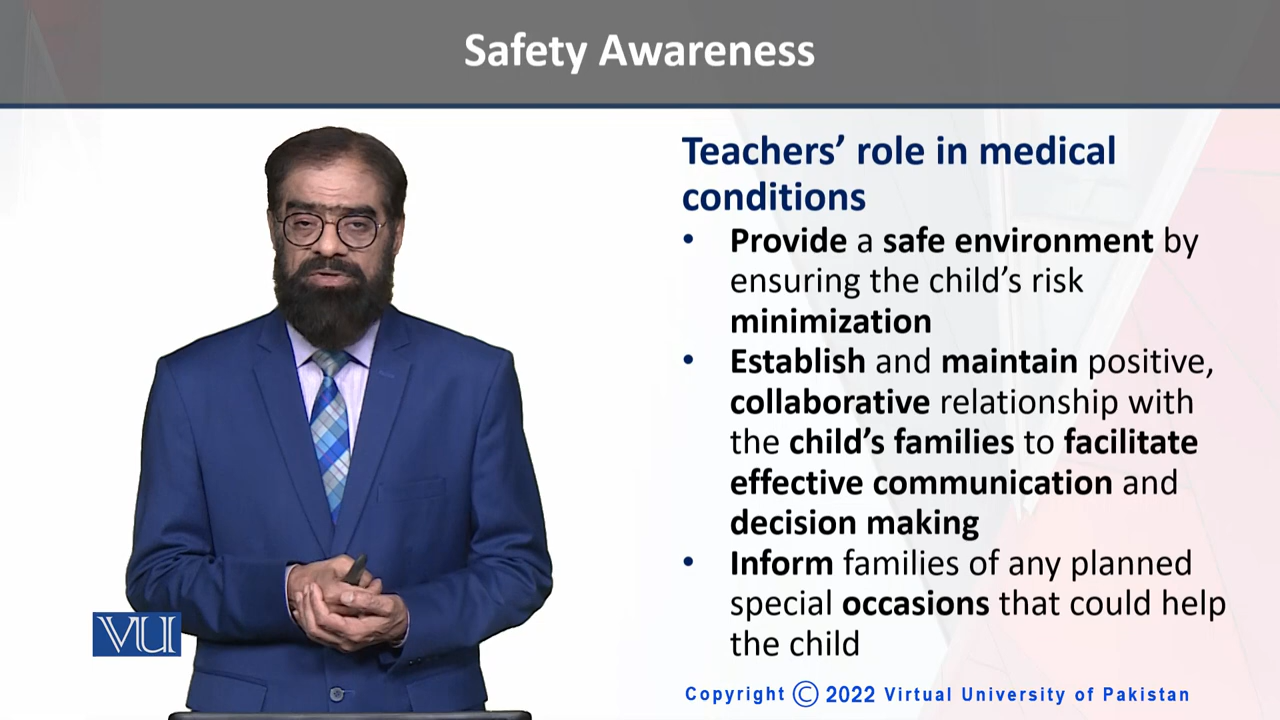 Safety Awareness
Teachers’ role in medical
conditions
• Provide a safe environment by
ensuring the child’s risk
minimization
• Establish and maintain positive,
collaborative relationship with
the child’s families to facilitate
effective communication and
decision making
• Inform families of any planned
special occasions that could help
the child
VU
Copyright © 2022 Virtual University of Pakistan